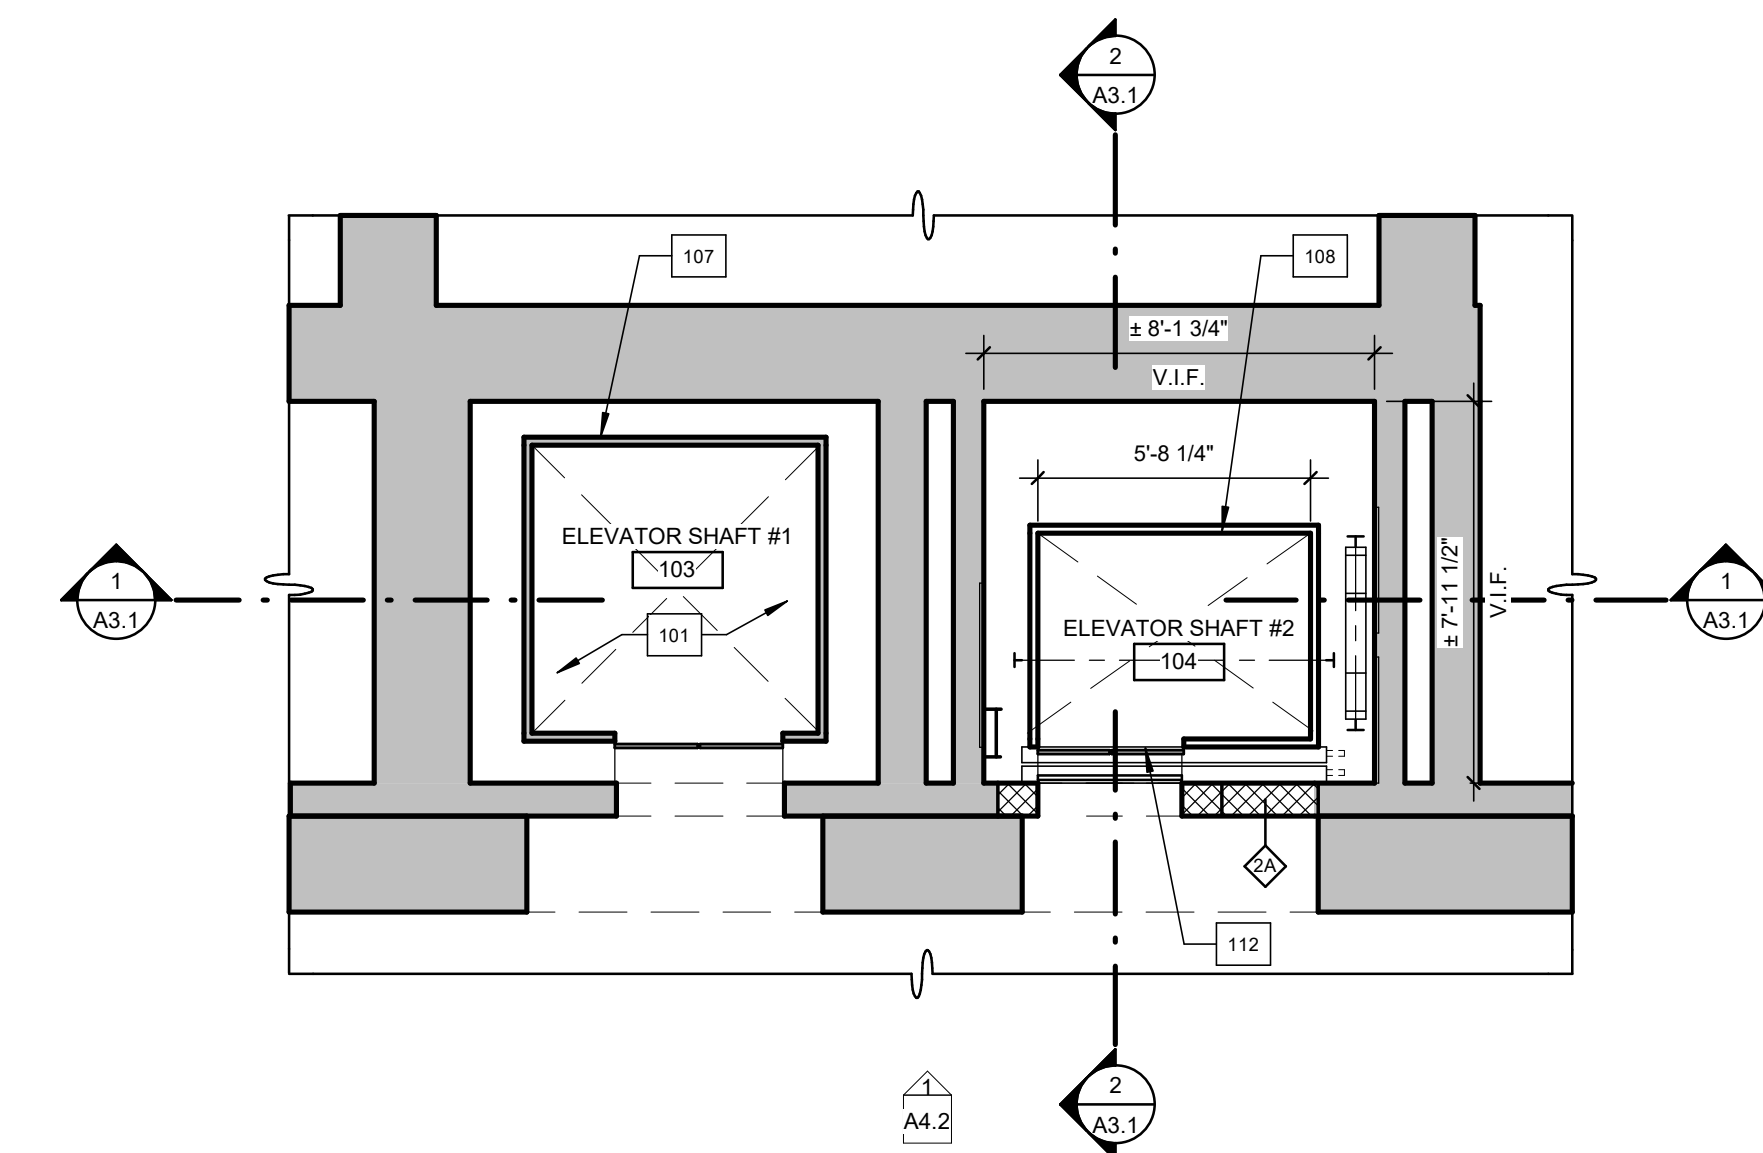 2
A3.1
107
108
± 8'-1 3/4"
V.I.F.
5'-8 1/4"
ELEVATOR SHAFT #1
103
101
± 7'-11 1/2"
V.I.F.
1
A3.1
1
A3.1
ELEVATOR SHAFT #2
104
2A
112
1
A4.2
2
A3.1